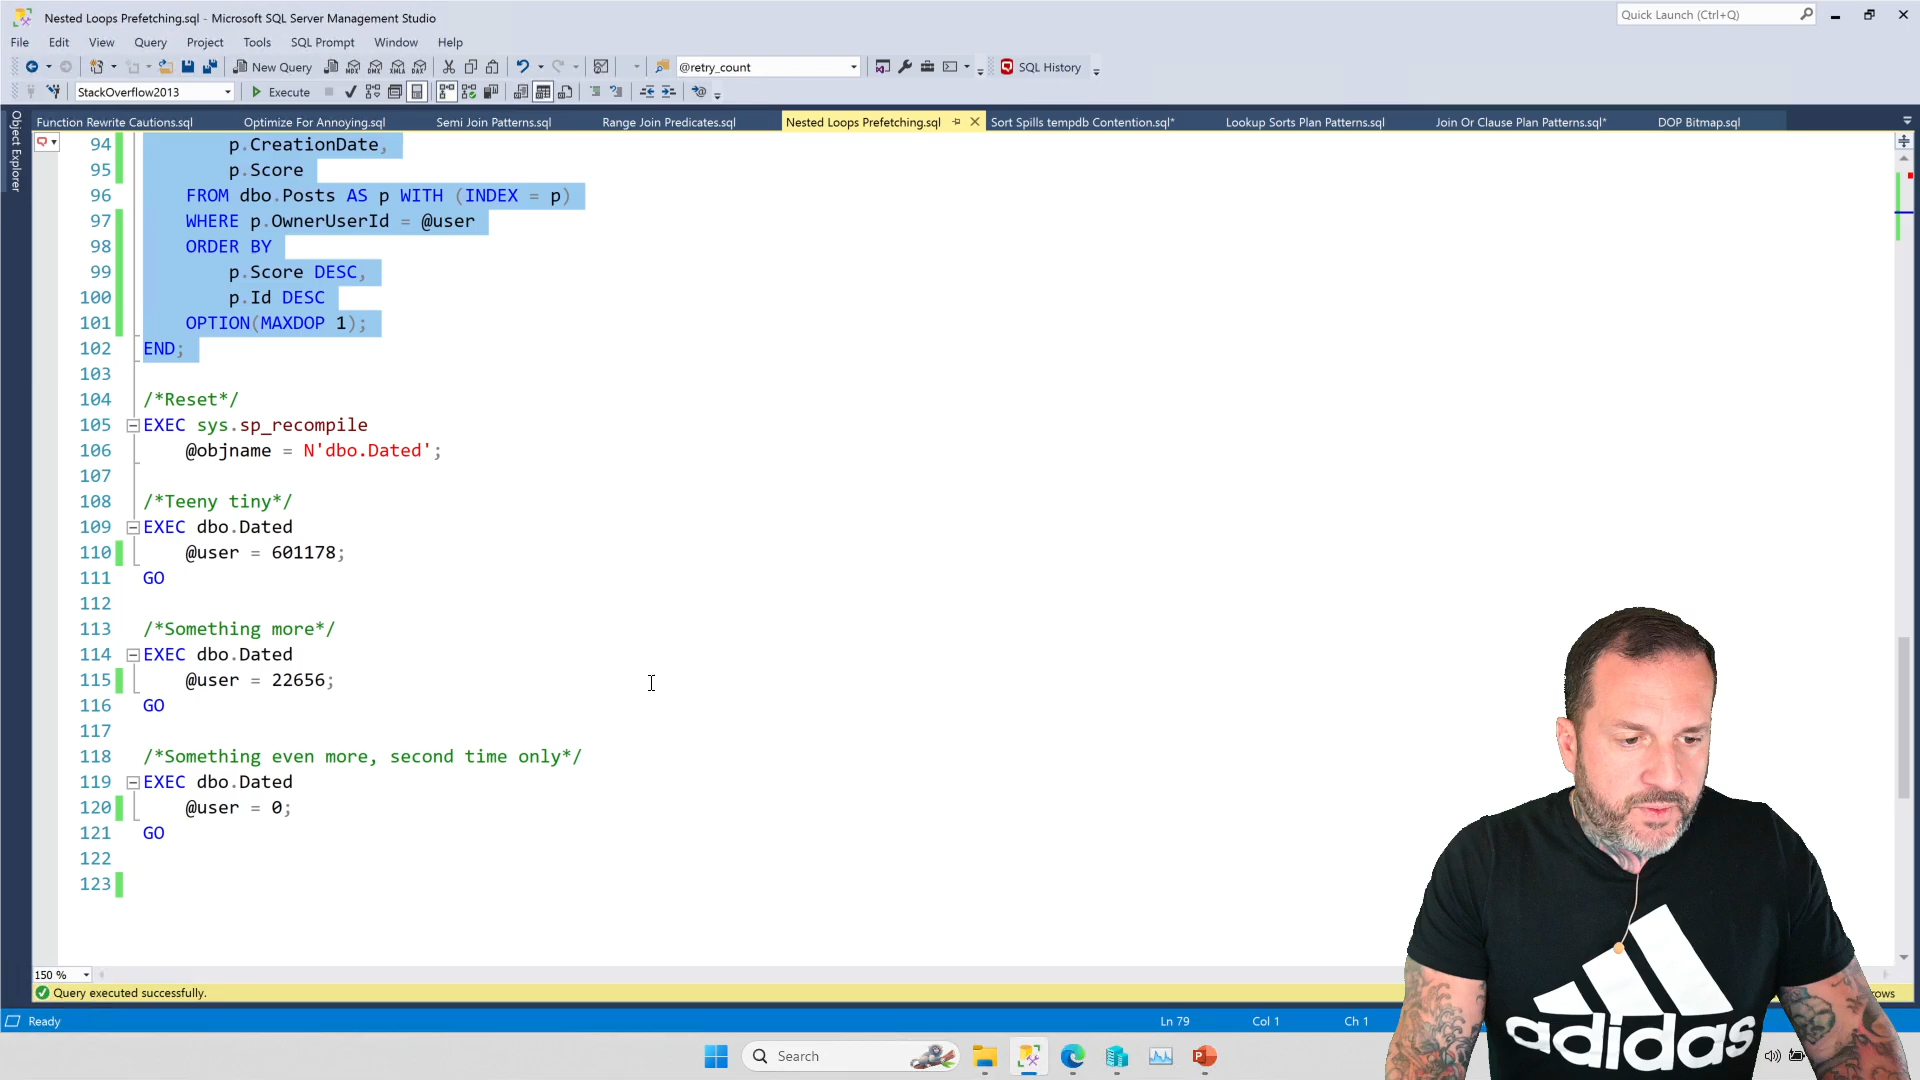 Nested Loops Prefetching.sql - Microsoft SQL Server Management Studio
Quick Launch (Ctrl+Q)
File Edit View Query Project Tools SQL Prompt Window Help
New Query
MDX DMX XMLA DAX
@retry_count
SQL History
StackOverflow2013
Execute
Function Rewrite Cautions.sql Optimize For Annoying.sql Semi Join Patterns.sql Range Join Predicates.sql Nested Loops Prefetching.sql Sort Spills tempdb Contention.sql* Lookup Sorts Plan Patterns.sql Join Or Clause Plan Patterns.sql* DOP Bitmap.sql
Object Explorer
94 p.CreationDate,
95 p.Score
96 FROM dbo.Posts AS p WITH (INDEX = p)
97 WHERE p.OwnerUserId = @user
98 ORDER BY
99 p.Score DESC,
100 p.Id DESC
101 OPTION(MAXDOP 1);
102 END;
103
104 /*Reset*/
105 EXEC sys.sp_recompile
106 @objname = N'dbo.Dated';
107
108 /*Teeny tiny*/
109 EXEC dbo.Dated
110 @user = 601178;
111 GO
112
113 /*Something more*/
114 EXEC dbo.Dated
115 @user = 22656;
116 GO
117
118 /*Something even more, second time only*/
119 EXEC dbo.Dated
120 @user = 0;
121 GO
122
123
150 %
Query executed successfully.
rows
Ready
Ln 79 Col 1 Ch 1
Search
adidas